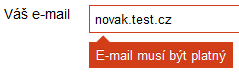 Váš e-mail novak.test.cz
E-mail musí být platný